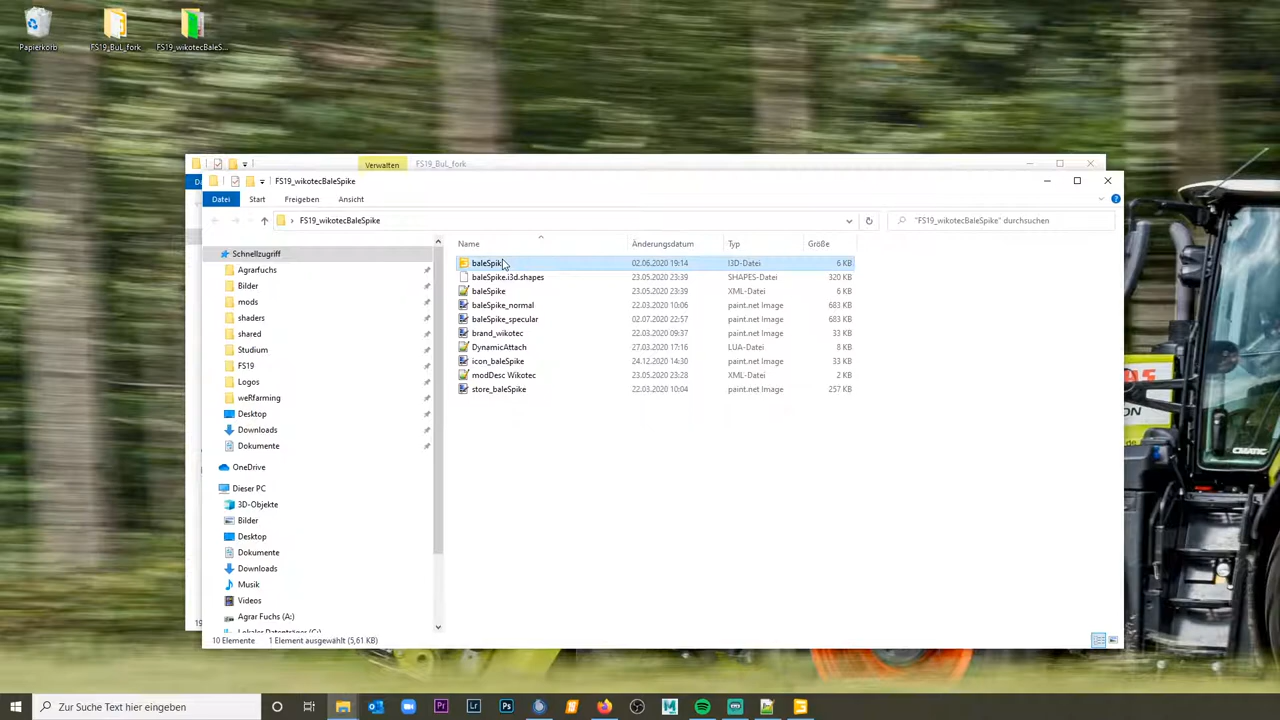 Papierkorb
FS19_BuL_fork
FS19_wikotecBaleS...
Verwalten
FS19_BuL_fork
FS19_wikotecBaleSpike
Datei
Start
Freigeben
Ansicht
FS19_wikotecBaleSpike
"FS19_wikotecBaleSpike" durchsuchen
Name Änderungsdatum Typ Größe
Schnellzugriff
Agrarfuchs
Bilder
mods
shaders
shared
Studium
FS19
Logos
weRfarming
Desktop
Downloads
Dokumente
OneDrive
Dieser PC
3D-Objekte
Bilder
Desktop
Dokumente
Downloads
Musik
Videos
Agrar Fuchs (A:)
Lokaler Datenträger (C:)
baleSpike 02.06.2020 19:14 I3D-Datei 6 KB
baleSpike.i3d.shapes 23.05.2020 23:39 SHAPES-Datei 320 KB
baleSpike 23.05.2020 23:39 XML-Datei 6 KB
baleSpike_normal 22.03.2020 10:06 paint.net Image 683 KB
baleSpike_specular 02.07.2020 22:57 paint.net Image 683 KB
brand_wikotec 22.03.2020 09:37 paint.net Image 33 KB
DynamicAttach 27.03.2020 17:16 LUA-Datei 8 KB
icon_baleSpike 24.12.2020 14:30 paint.net Image 33 KB
modDesc Wikotec 23.05.2020 23:28 XML-Datei 2 KB
store_baleSpike 22.03.2020 10:04 paint.net Image 257 KB
10 Elemente 1 Element ausgewählt (5,61 KB)
Zur Suche Text hier eingeben
CMATIC